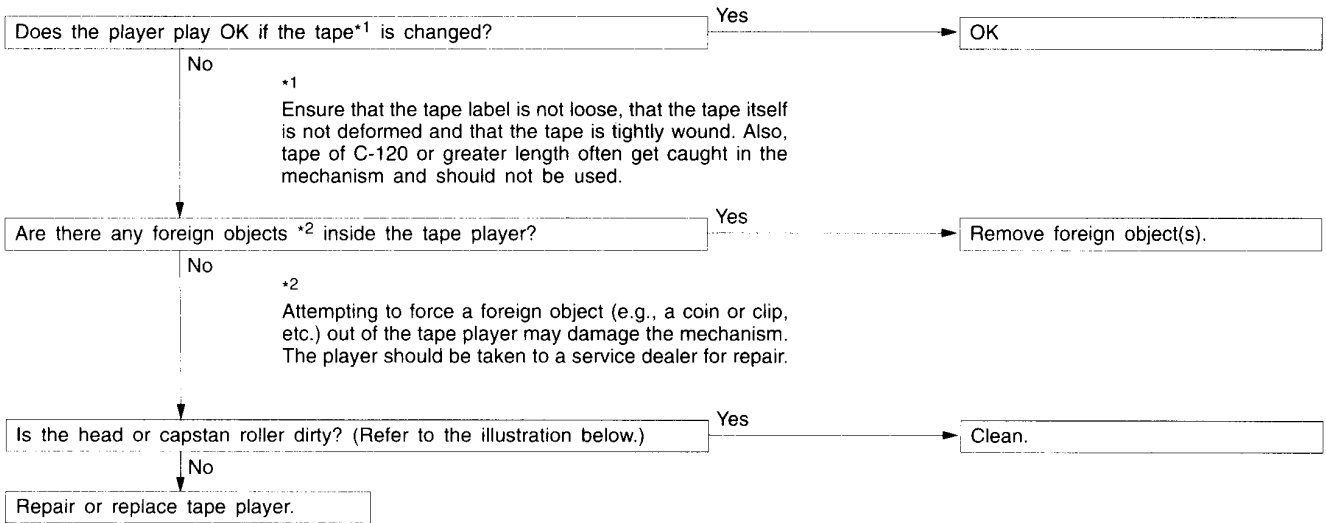 Does the player play OK if the tape*1 is changed?
Yes
OK
No
*1
Ensure that the tape label is not loose, that the tape itself
is not deformed and that the tape is tightly wound. Also,
tape of C-120 or greater length often get caught in the
mechanism and should not be used.
Are there any foreign objects *2 inside the tape player?
Yes
Remove foreign object(s).
No
*2
Attempting to force a foreign object (e.g., a coin or clip,
etc.) out of the tape player may damage the mechanism.
The player should be taken to a service dealer for repair.
Is the head or capstan roller dirty? (Refer to the illustration below.)
Yes
Clean.
No
Repair or replace tape player.